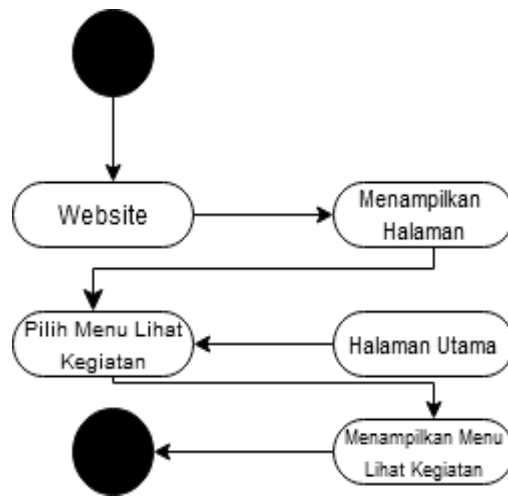 Website
Menampilkan
Halaman
Pilih Menu Lihat
Kegiatan
Halaman Utama
Menampilkan Menu
Lihat Kegiatan